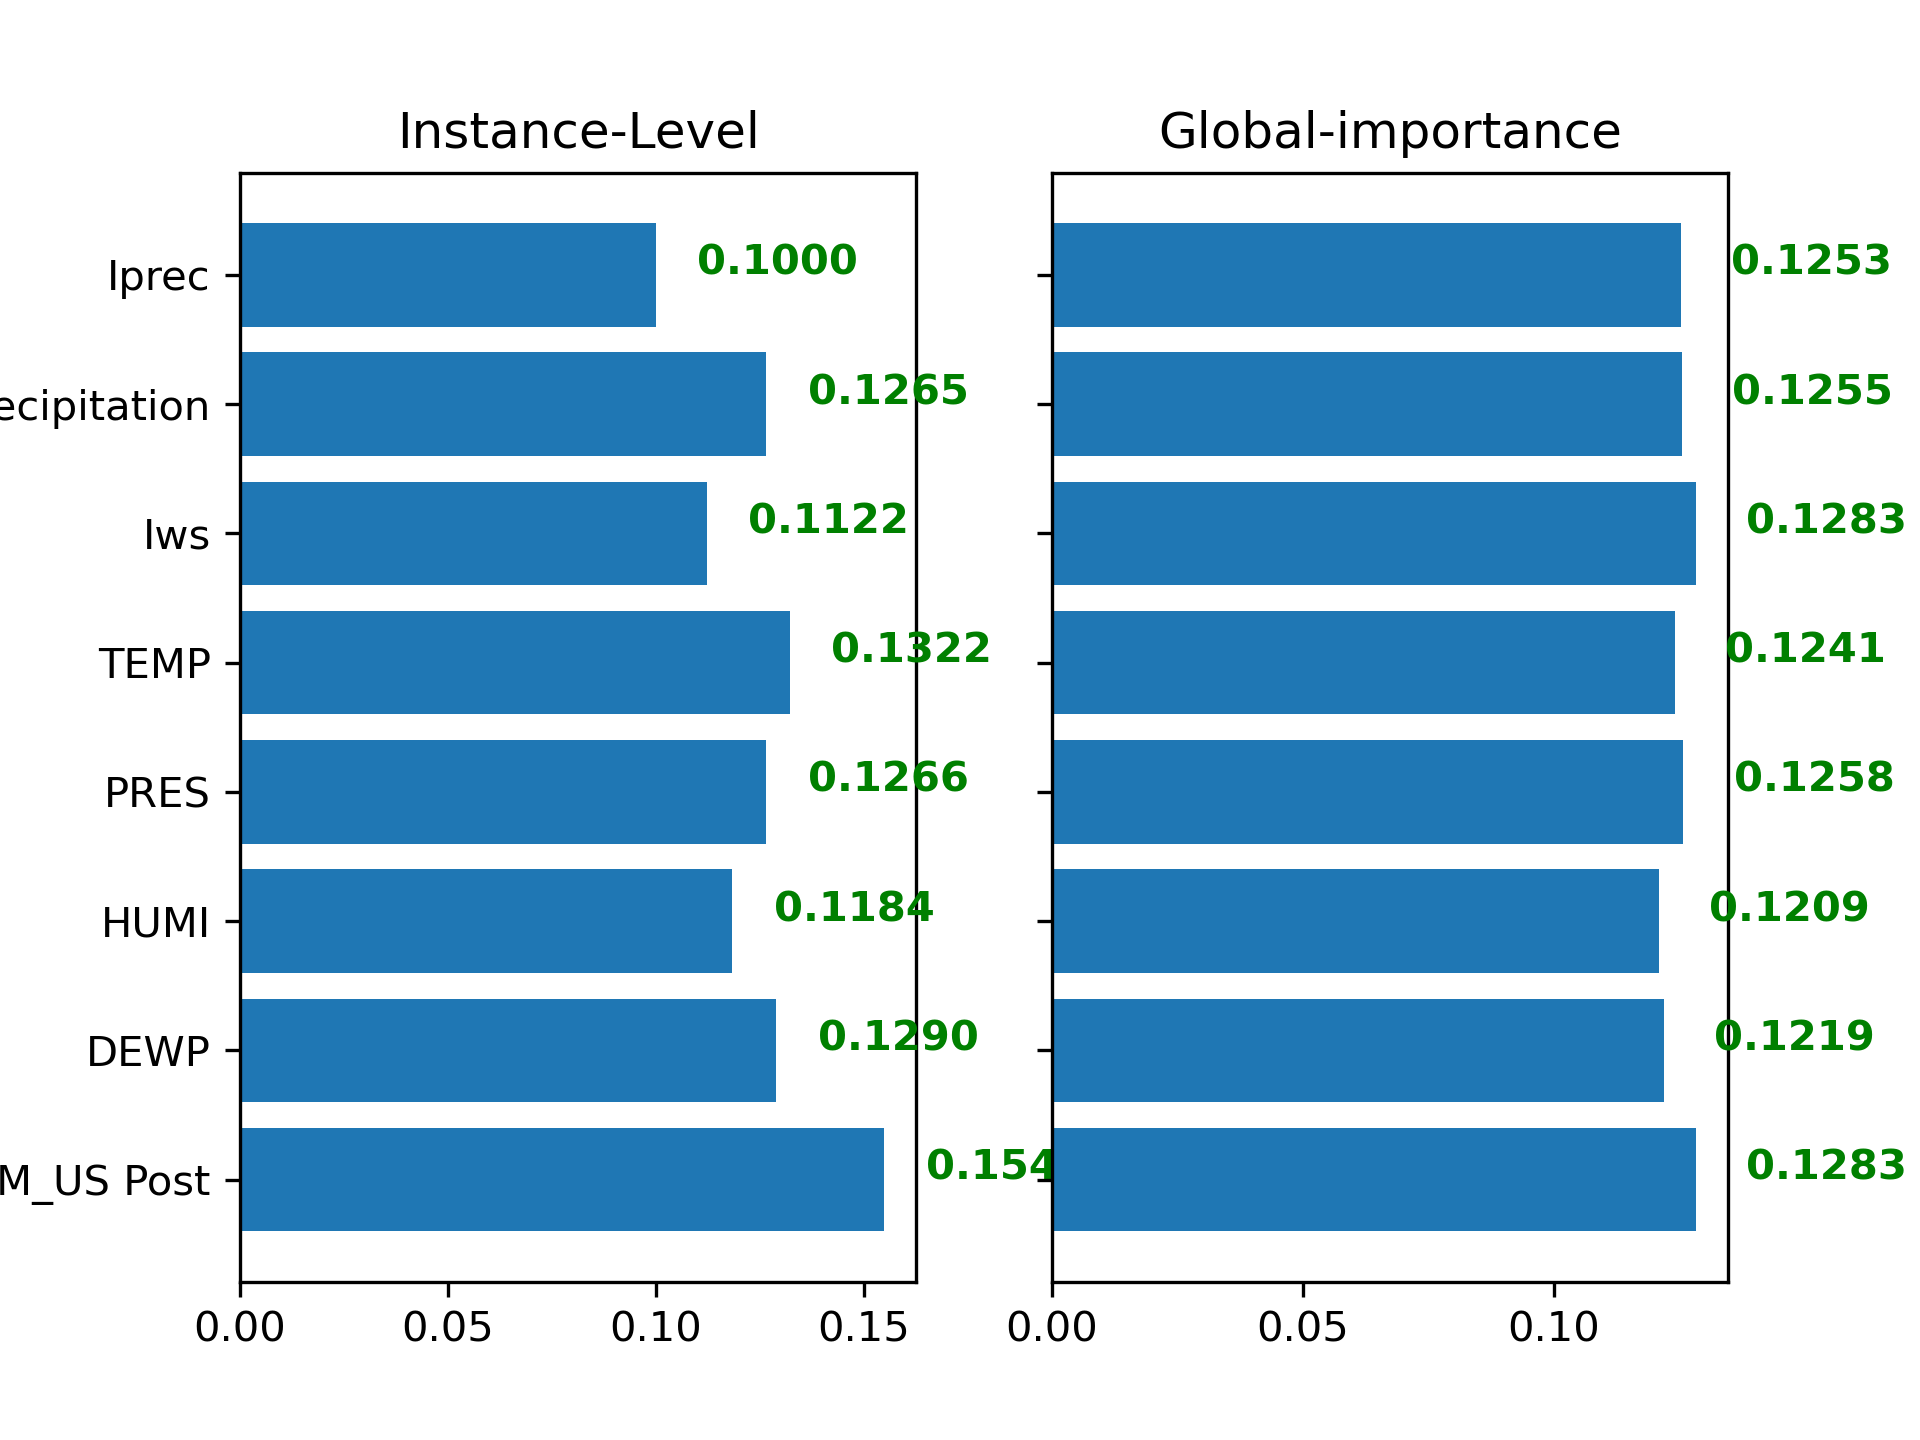 Instance-Level
Global-importance
Iprec
0.1000
0.1253
ecipitation
0.1265
0.1255
Iws
0.1122
0.1283
TEMP
0.1322
0.1241
PRES
0.1266
0.1258
HUMI
0.1184
0.1209
DEWP
0.1290
0.1219
M_US Post
0.154
0.1283
0.00 0.05 0.10 0.15
0.00 0.05 0.10